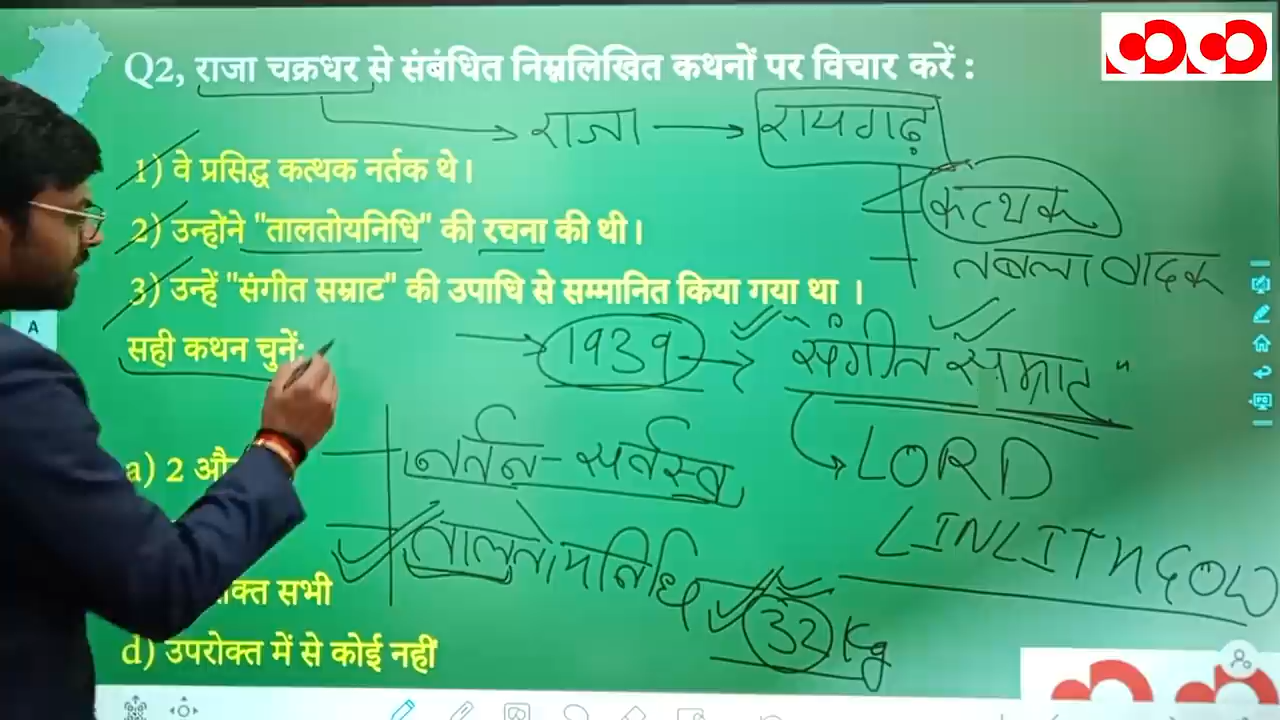 Q2, राजा चक्रधर से संबंधित निम्नलिखित कथनों पर विचार करें :
राजा → रायगढ़
1) वे प्रसिद्ध कत्थक नर्तक थे।
कत्थक
2) उन्होंने "तालतोयनिधि" की रचना की थी।
तबला वादक
3) उन्हें "संगीत सम्राट" की उपाधि से सम्मानित किया गया था ।
सही कथन चुनें:
1939 → "संगीत सम्राट"
नर्तन-सर्वस्व
LORD
a) 2 औ
LINLITHGOW
तालतोयनिधि 32 kg
क्त सभी
d) उपरोक्त में से कोई नहीं
A